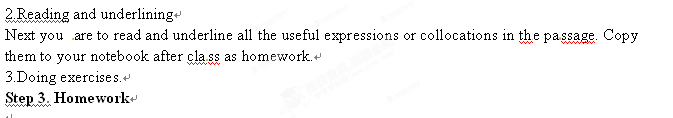 2.Reading and underlining
Next you are to read and underline all the useful expressions or collocations in the passage. Copy
them to your notebook after class as homework.
3.Doing exercises.
Step 3. Homework